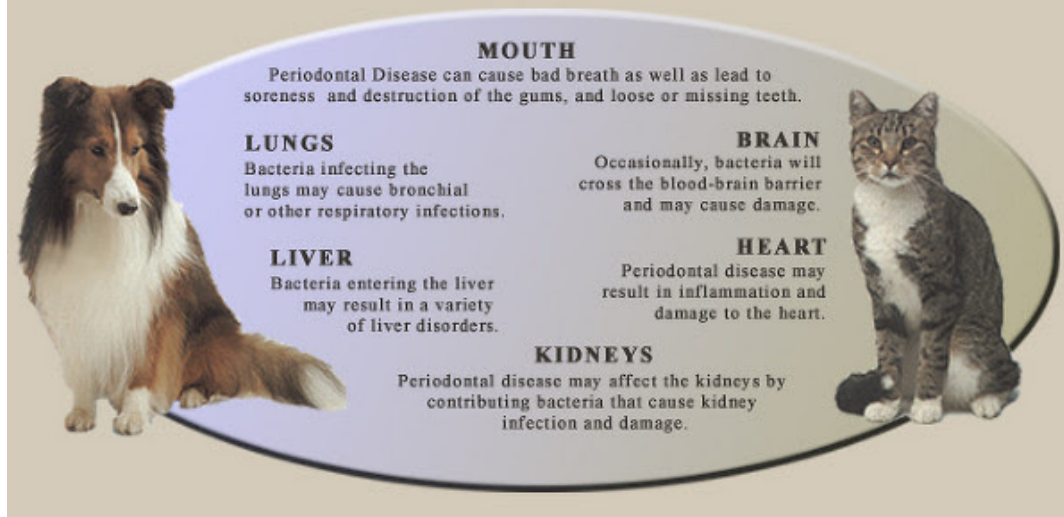 MOUTH
Periodontal Disease can cause bad breath as well as lead to
soreness and destruction of the gums, and loose or missing teeth.
LUNGS
Bacteria infecting the
lungs may cause bronchial
or other respiratory infections.
BRAIN
Occasionally, bacteria will
cross the blood-brain barrier
and may cause damage.
LIVER
Bacteria entering the liver
may result in a variety
of liver disorders.
HEART
Periodontal disease may
result in inflammation and
damage to the heart.
KIDNEYS
Periodontal disease may affect the kidneys by
contributing bacteria that cause kidney
infection and damage.